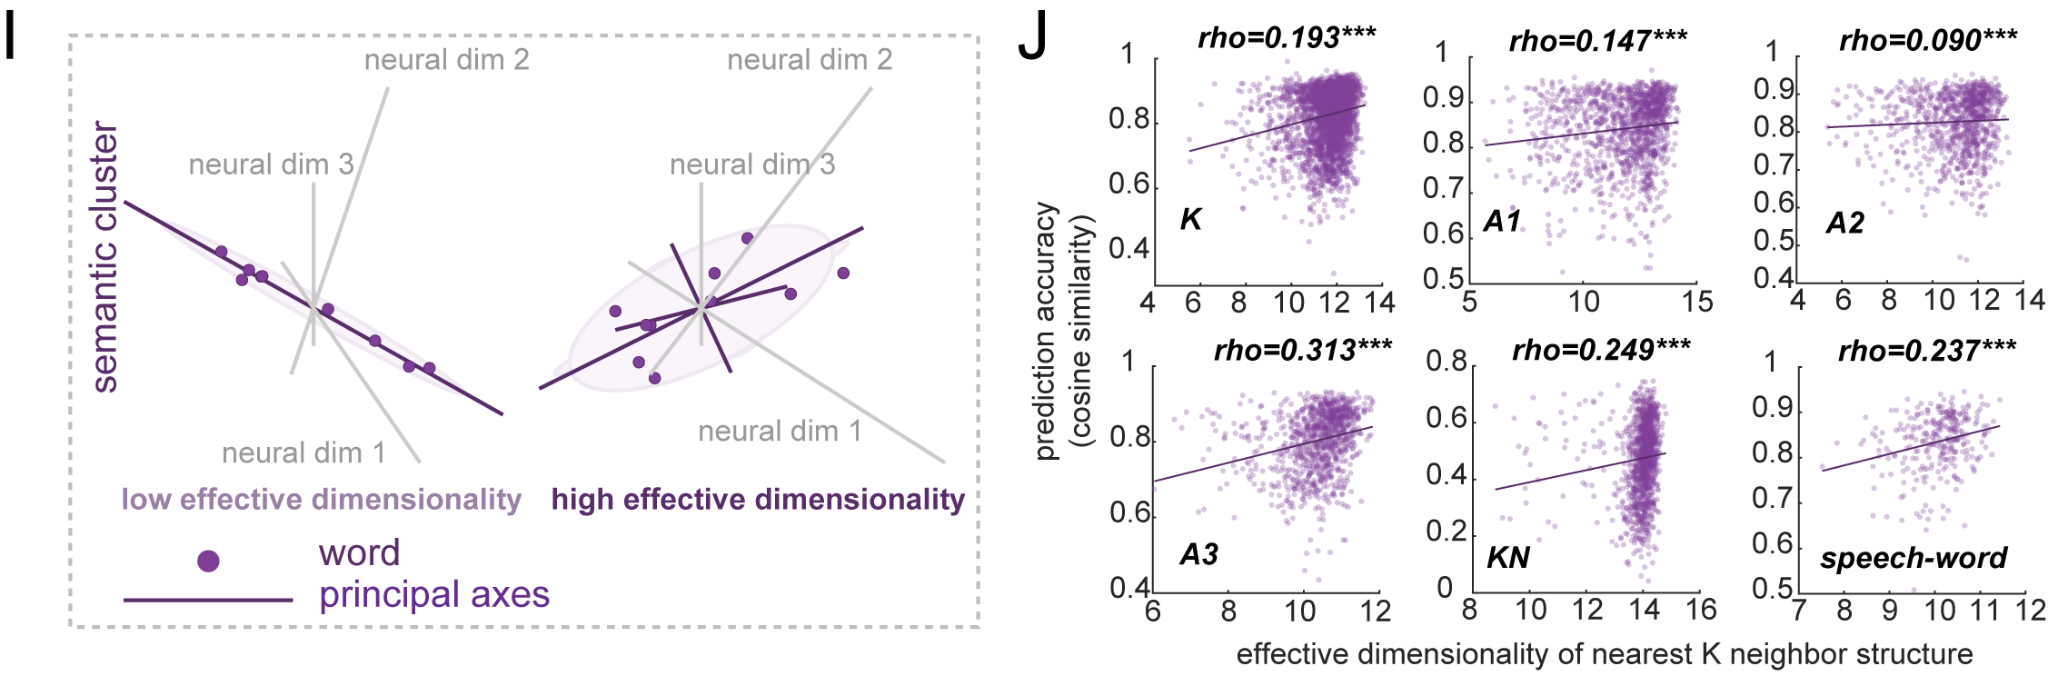 I
semantic cluster
neural dim 2
neural dim 3
neural dim 1
low effective dimensionality
neural dim 2
neural dim 3
neural dim 1
high effective dimensionality
word
principal axes
J
prediction accuracy
(cosine similarity)
rho=0.193***
1
0.8
0.6
0.4
K
4 6 8 10 12 14
rho=0.147***
1
0.9
0.8
0.7
0.6
0.5
A1
5 10 15
rho=0.090***
1
0.9
0.8
0.7
0.6
0.5
0.4
A2
4 6 8 10 12 14
rho=0.313***
1
0.8
0.6
0.4
A3
6 8 10 12
rho=0.249***
0.8
0.6
0.4
0.2
0
KN
8 10 12 14 16
rho=0.237***
1
0.9
0.8
0.7
0.6
0.5
speech-word
7 8 9 10 11 12
effective dimensionality of nearest K neighbor structure